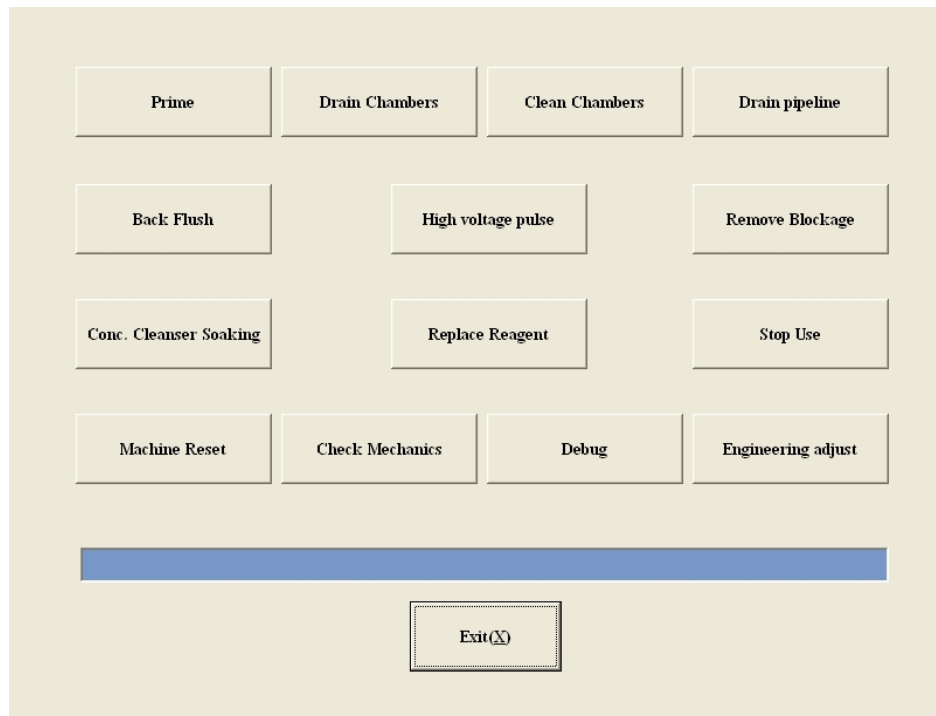 Prime
Drain Chambers
Clean Chambers
Drain pipeline
Back Flush
High voltage pulse
Remove Blockage
Conc. Cleanser Soaking
Replace Reagent
Stop Use
Machine Reset
Check Mechanics
Debug
Engineering adjust
Exit(X)